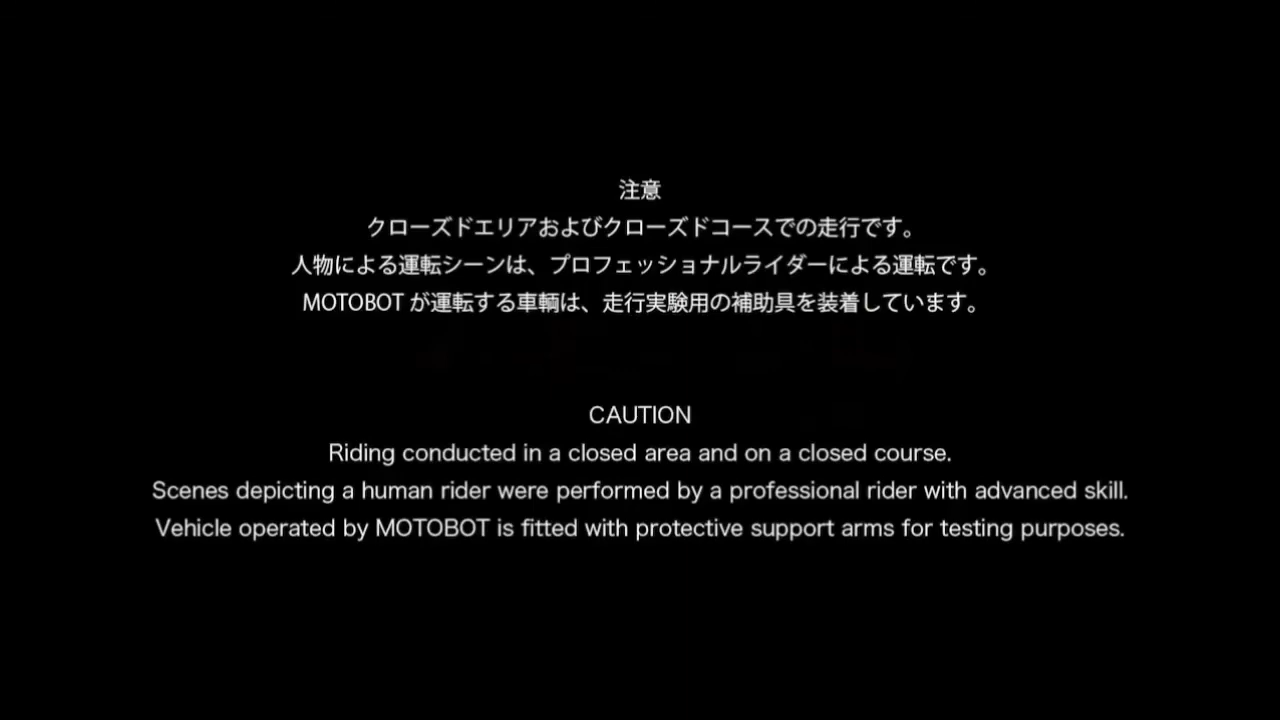 注意
クローズドエリアおよびクローズドコースでの走行です。
人物による運転シーンは、プロフェッショナルライダーによる運転です。
MOTOBOT が運転する車輌は、走行実験用の補助具を装着しています。
CAUTION
Riding conducted in a closed area and on a closed course.
Scenes depicting a human rider were performed by a professional rider with advanced skill.
Vehicle operated by MOTOBOT is fitted with protective support arms for testing purposes.